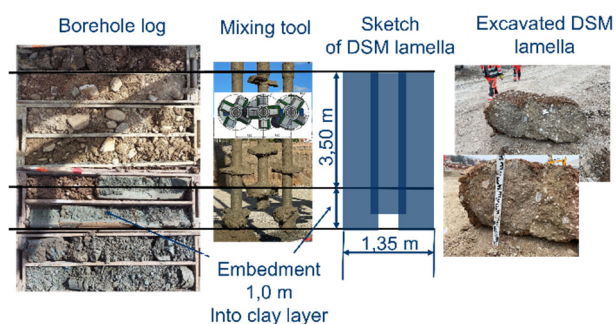 Borehole log
Mixing tool
Sketch
of DSM lamella
Excavated DSM
lamella
3,50 m
1,35 m
Embedment
1,0 m
Into clay layer